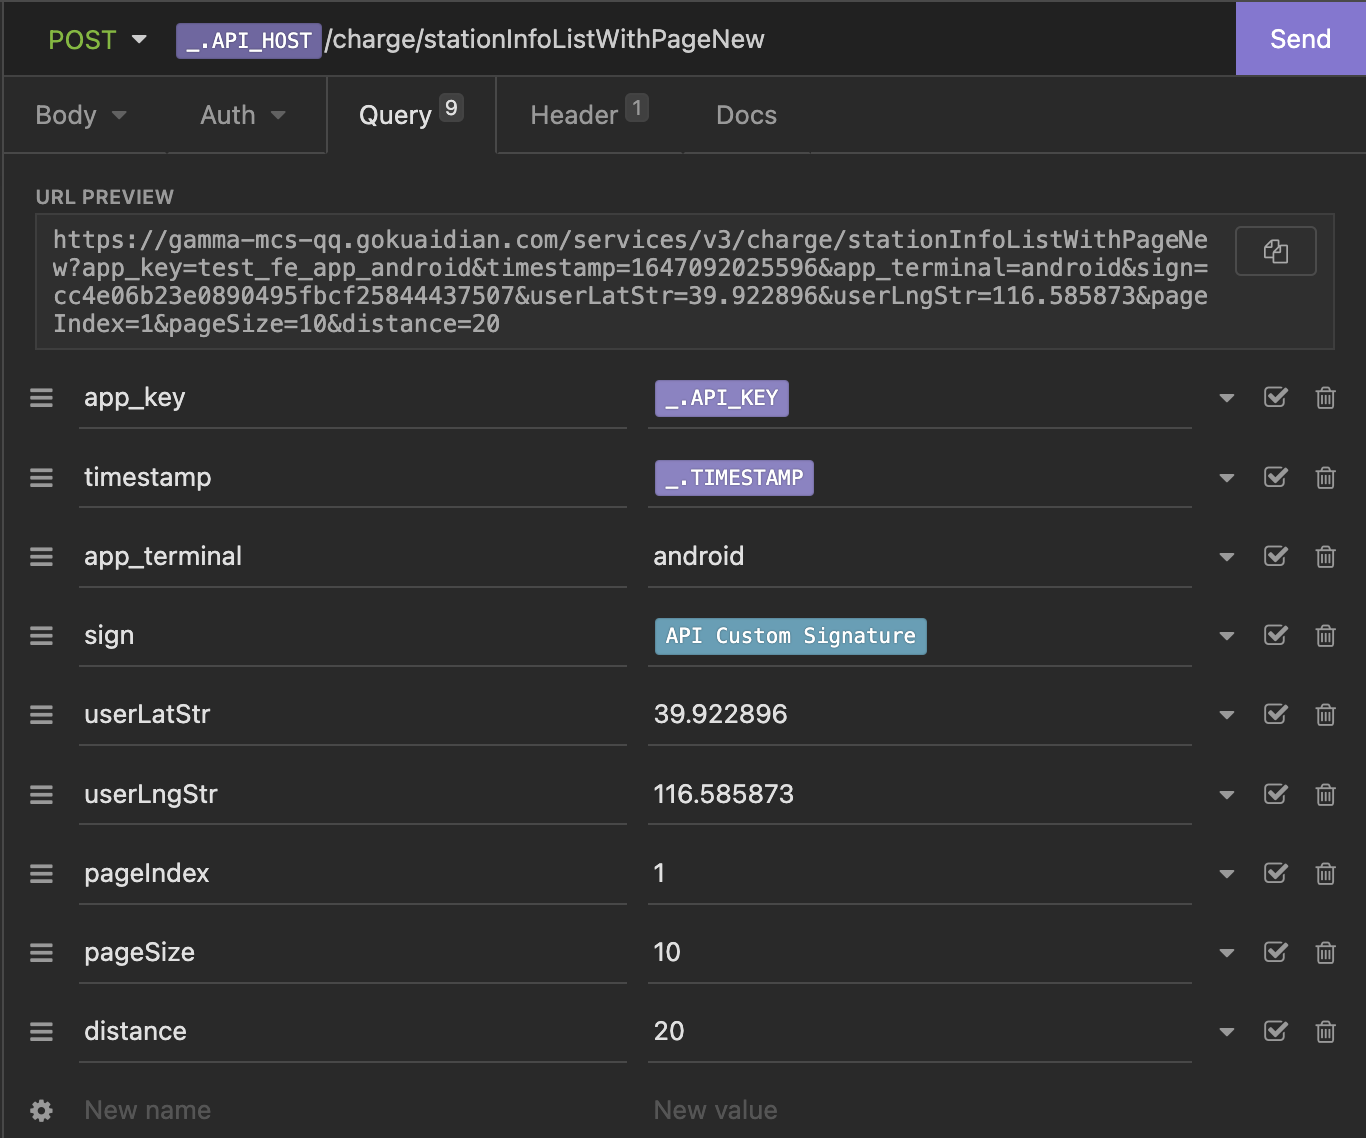 POST _.API_HOST/charge/stationInfoListWithPageNew Send
Body Auth Query 9 Header 1 Docs
URL PREVIEW
https://gamma-mcs-qq.gokuaidian.com/services/v3/charge/stationInfoListWithPageNe
w?app_key=test_fe_app_android&timestamp=1647092025596&app_terminal=android&sign=
cc4e06b23e0890495fbcf25844437507&userLatStr=39.922896&userLngStr=116.585873&page
Index=1&pageSize=10&distance=20
app_key _.API_KEY
timestamp _.TIMESTAMP
app_terminal android
sign API Custom Signature
userLatStr 39.922896
userLngStr 116.585873
pageIndex 1
pageSize 10
distance 20
New name New value